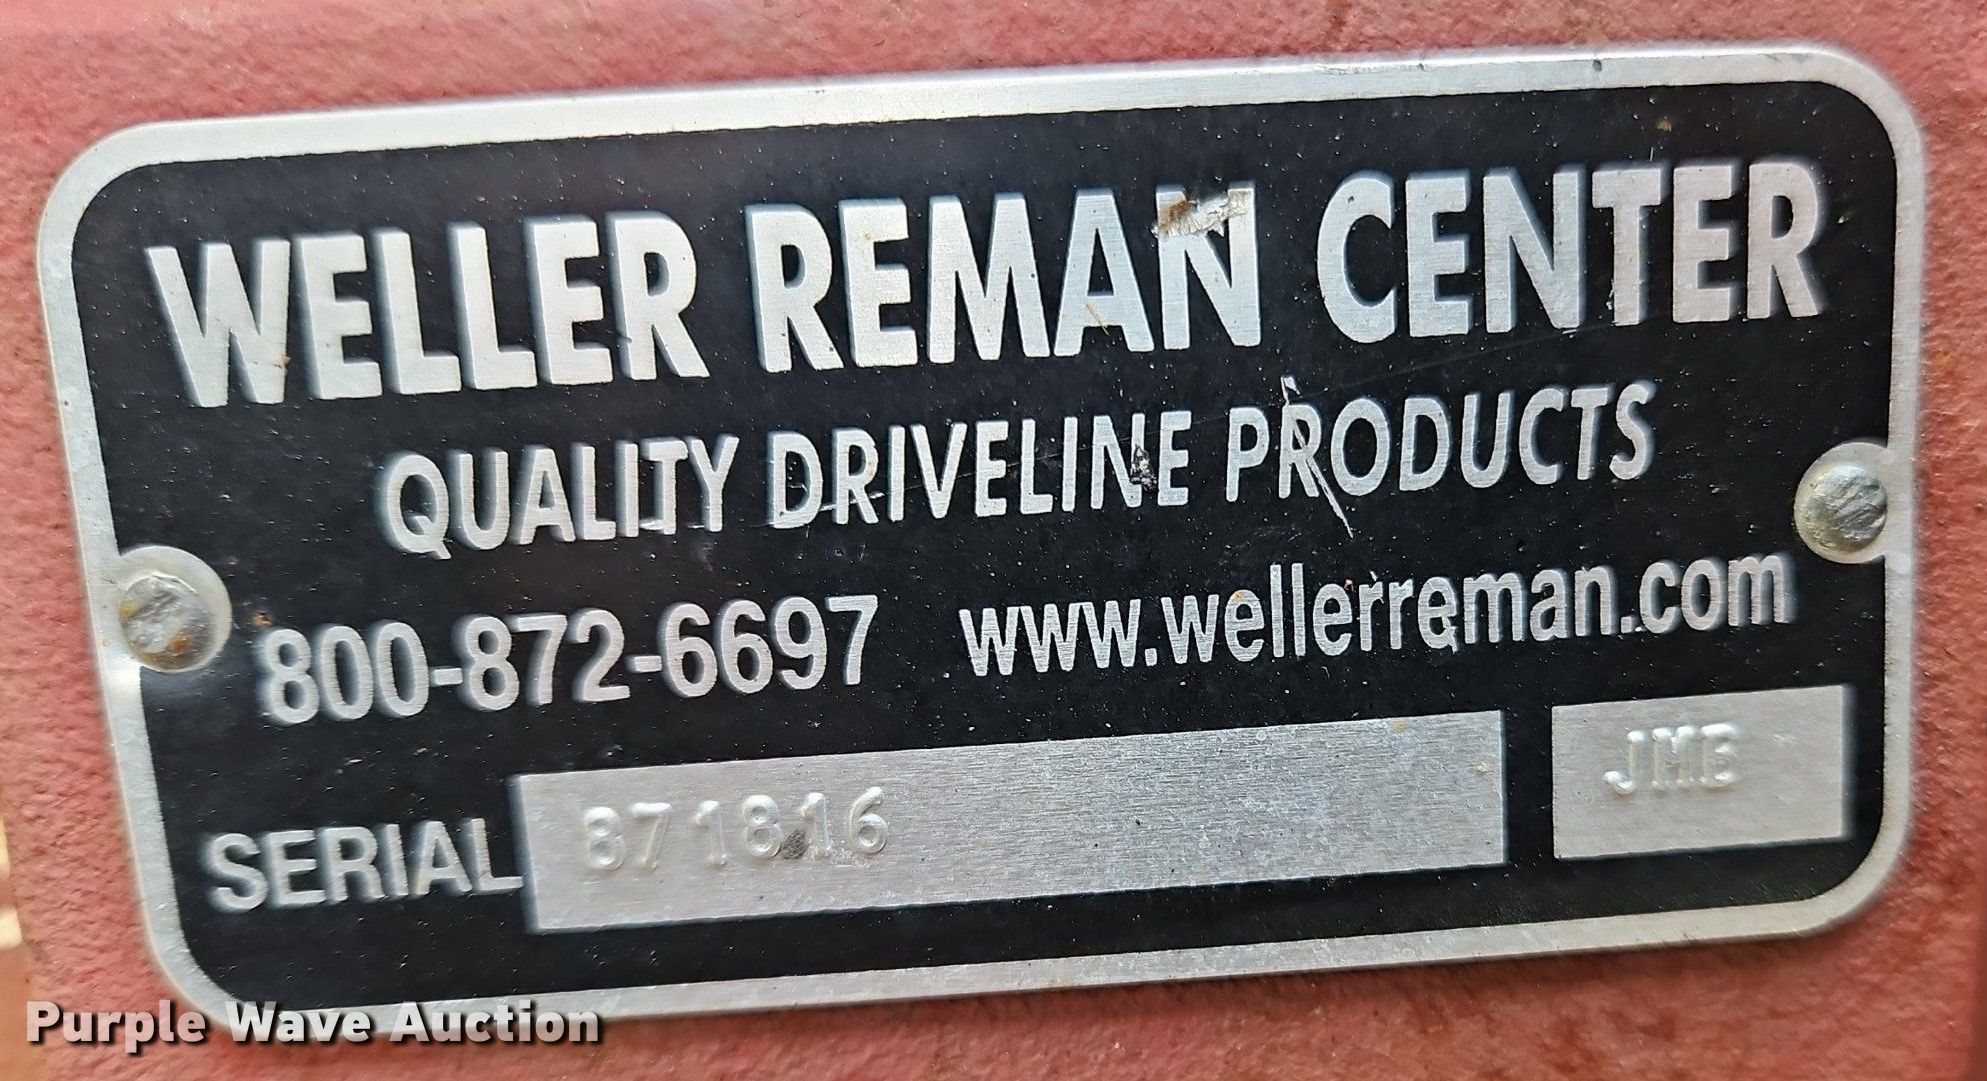 WELLER REMAN CENTER
QUALITY DRIVELINE PRODUCTS
800-872-6697 www.wellerreman.com
SERIAL 871816 JMB
Purple Wave Auction